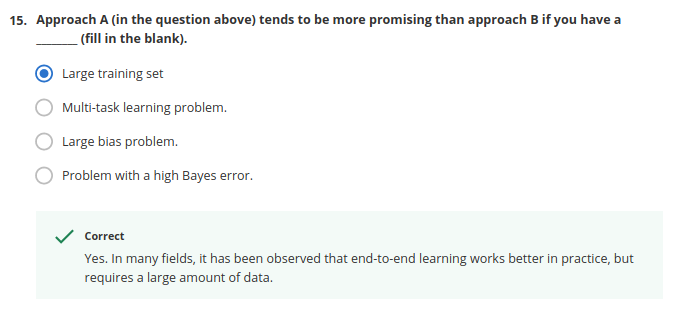 15. Approach A (in the question above) tends to be more promising than approach B if you have a
______ (fill in the blank).
Large training set
Multi-task learning problem.
Large bias problem.
Problem with a high Bayes error.
Correct
Yes. In many fields, it has been observed that end-to-end learning works better in practice, but
requires a large amount of data.